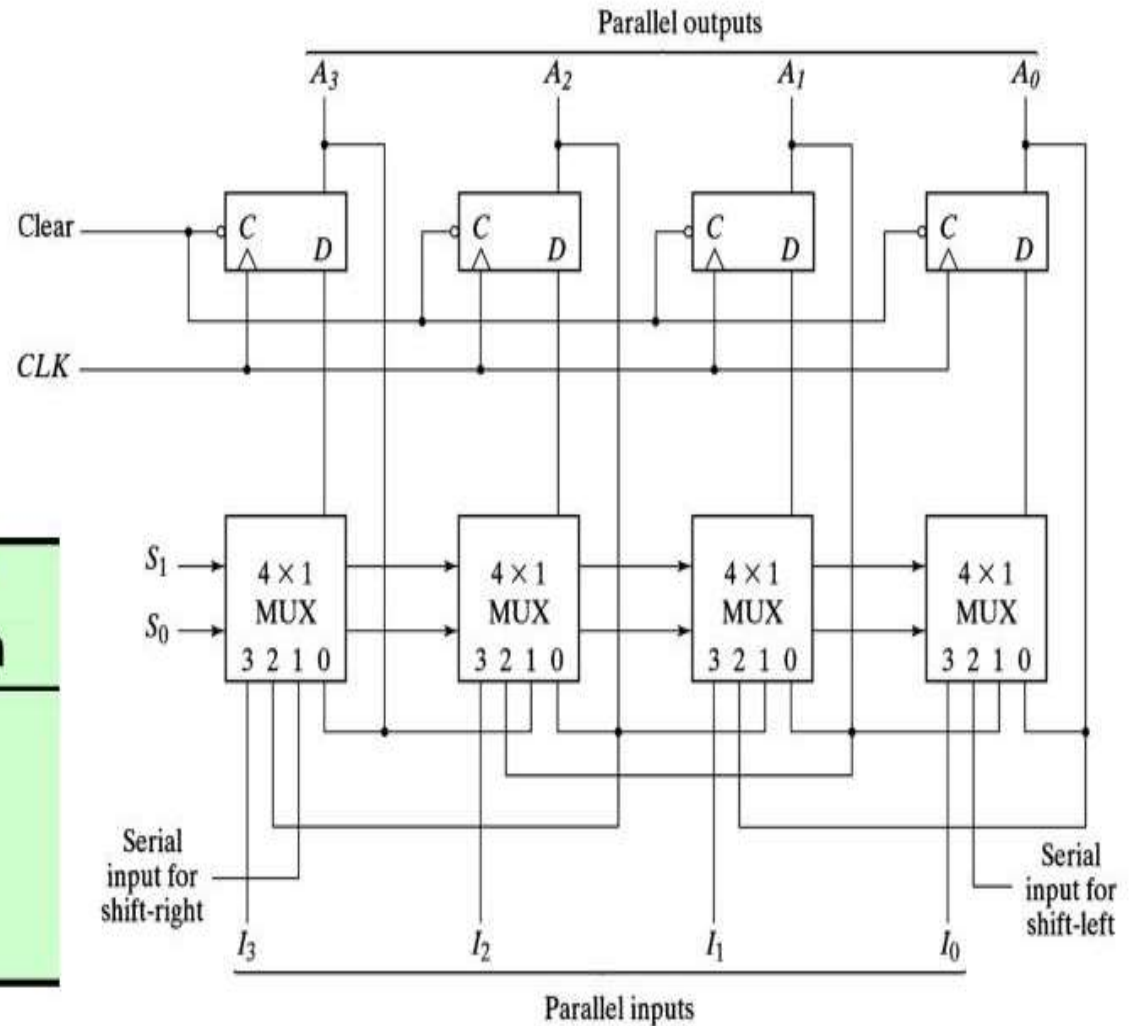 Parallel outputs
A3 A2 A1 A0
Clear C D C D C D C D
CLK
S1
S0
4 × 1 MUX
3 2 1 0
4 × 1 MUX
3 2 1 0
4 × 1 MUX
3 2 1 0
4 × 1 MUX
3 2 1 0
Serial
input for
shift-right
Serial
input for
shift-left
I3 I2 I1 I0
Parallel inputs